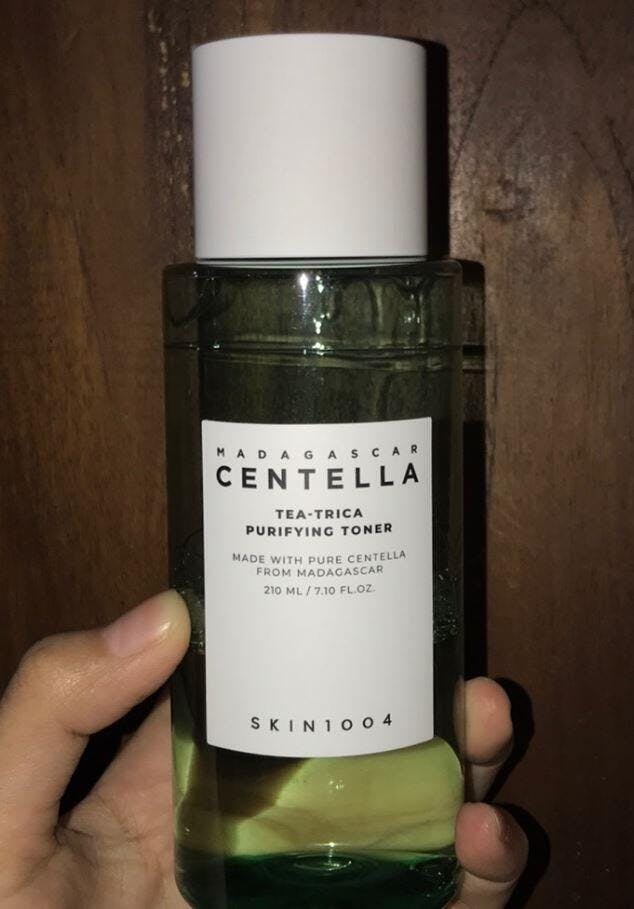 MADAGASCAR
CENTELLA
TEA-TRICA
PURIFYING TONER
MADE WITH PURE CENTELLA
FROM MADAGASCAR
210 ML / 7.10 FL.OZ.
SKIN1004